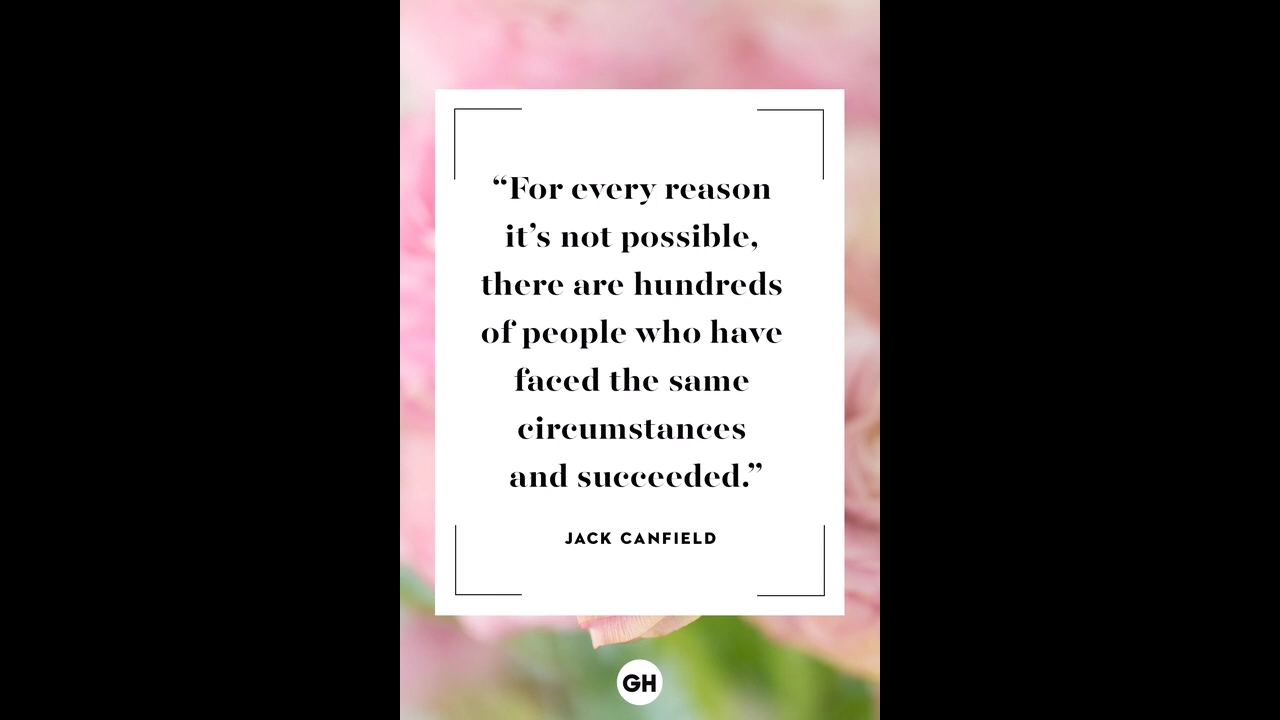 “For every reason
it’s not possible,
there are hundreds
of people who have
faced the same
circumstances
and succeeded.”
JACK CANFIELD
GH